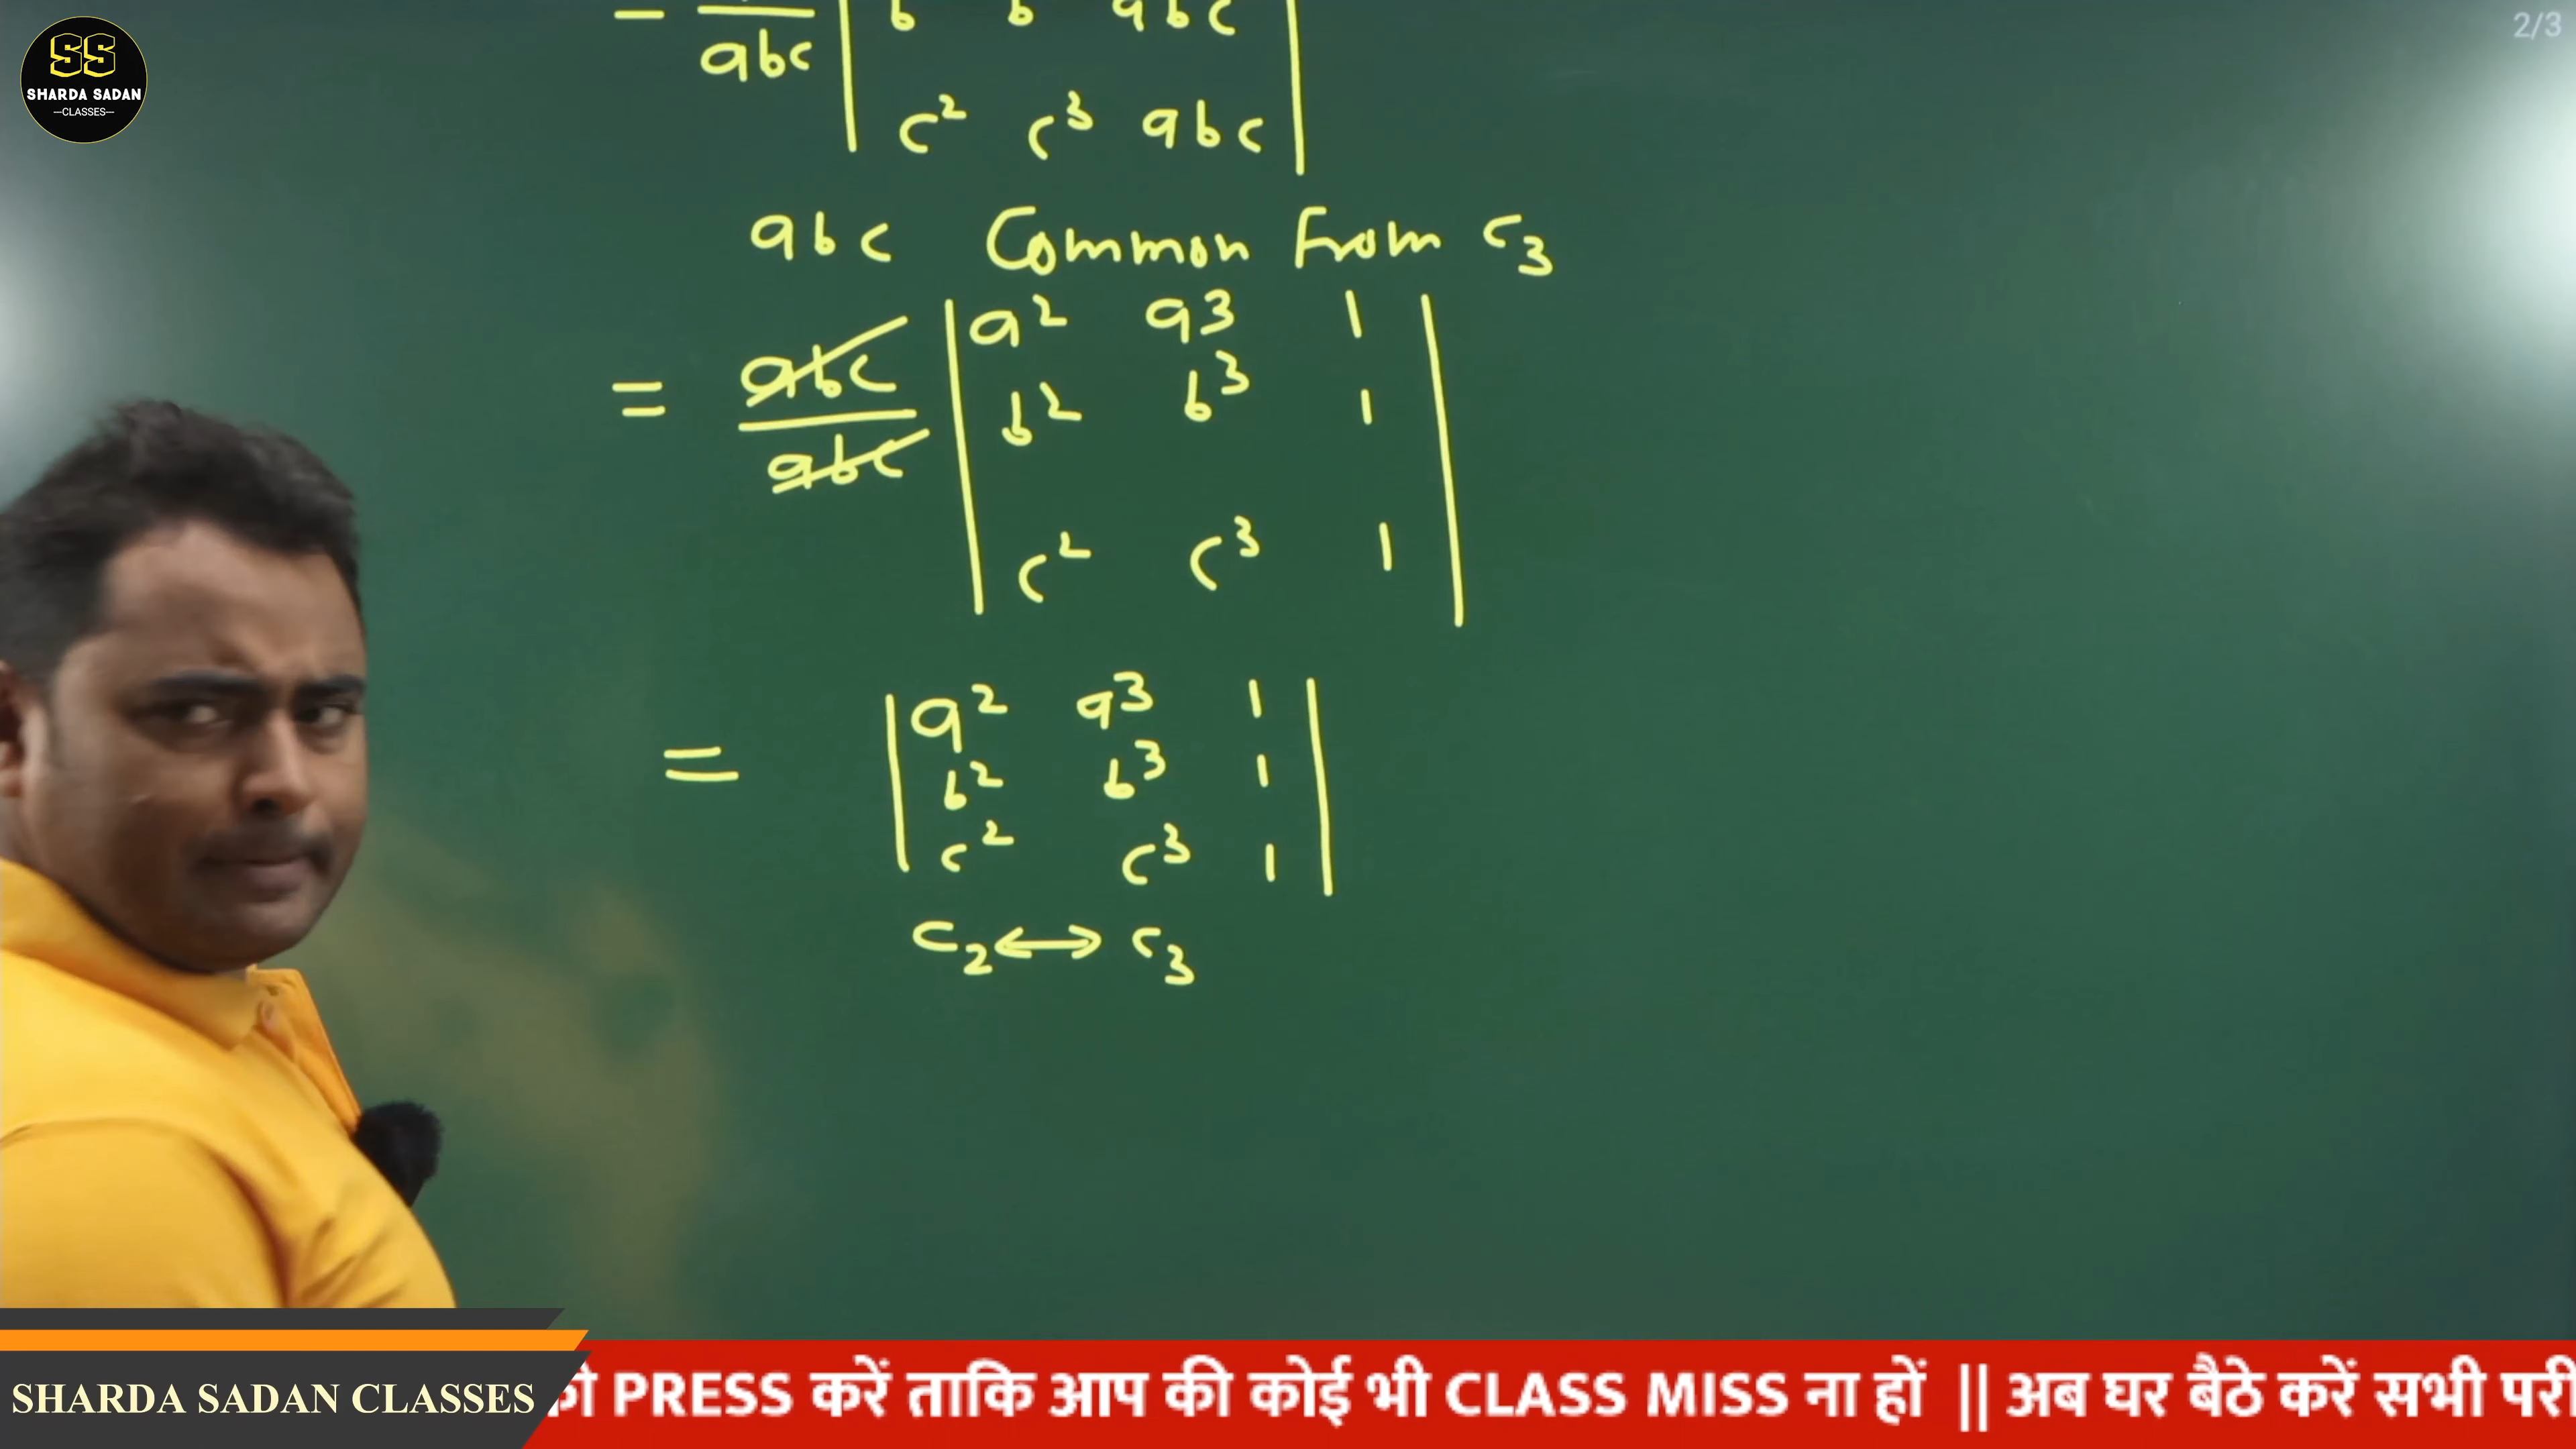 2/3
SS
SHARDA SADAN
—CLASSES—
abc
b b abc
c² c³ abc
abc Common From c₃
= abc/abc | a² a3 1 |
b² b³ 1
c² c³ 1
= | a² a³ 1 |
b² b³ 1
c² c³ 1
c₂ ↔ c₃
SHARDA SADAN CLASSES
PRESS करें ताकि आप की कोई भी CLASS MISS ना हों || अब घर बैठे करें सभी